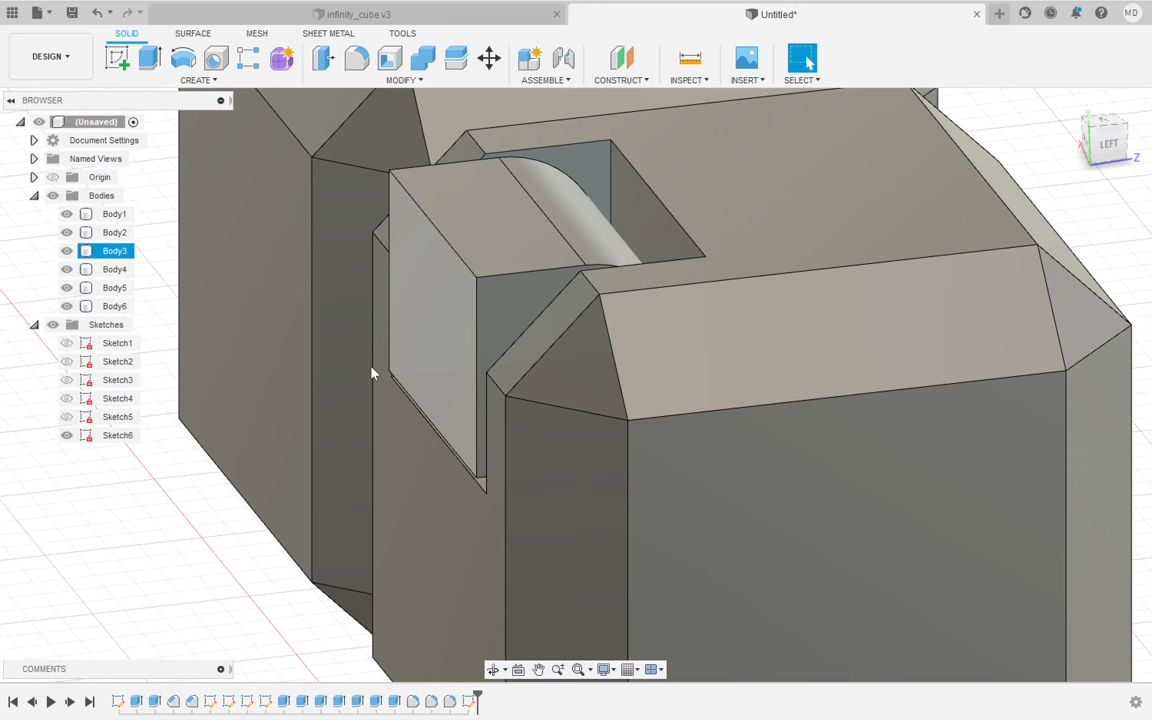 infinity_cube v3
Untitled*
MD
DESIGN
SOLID
SURFACE
MESH
SHEET METAL
TOOLS
CREATE
MODIFY
ASSEMBLE
CONSTRUCT
INSPECT
INSERT
SELECT
BROWSER
(Unsaved)
Document Settings
Named Views
Origin
Bodies
Body1
Body2
Body3
Body4
Body5
Body6
Sketches
Sketch1
Sketch2
Sketch3
Sketch4
Sketch5
Sketch6
LEFT
Y
X
Z
COMMENTS